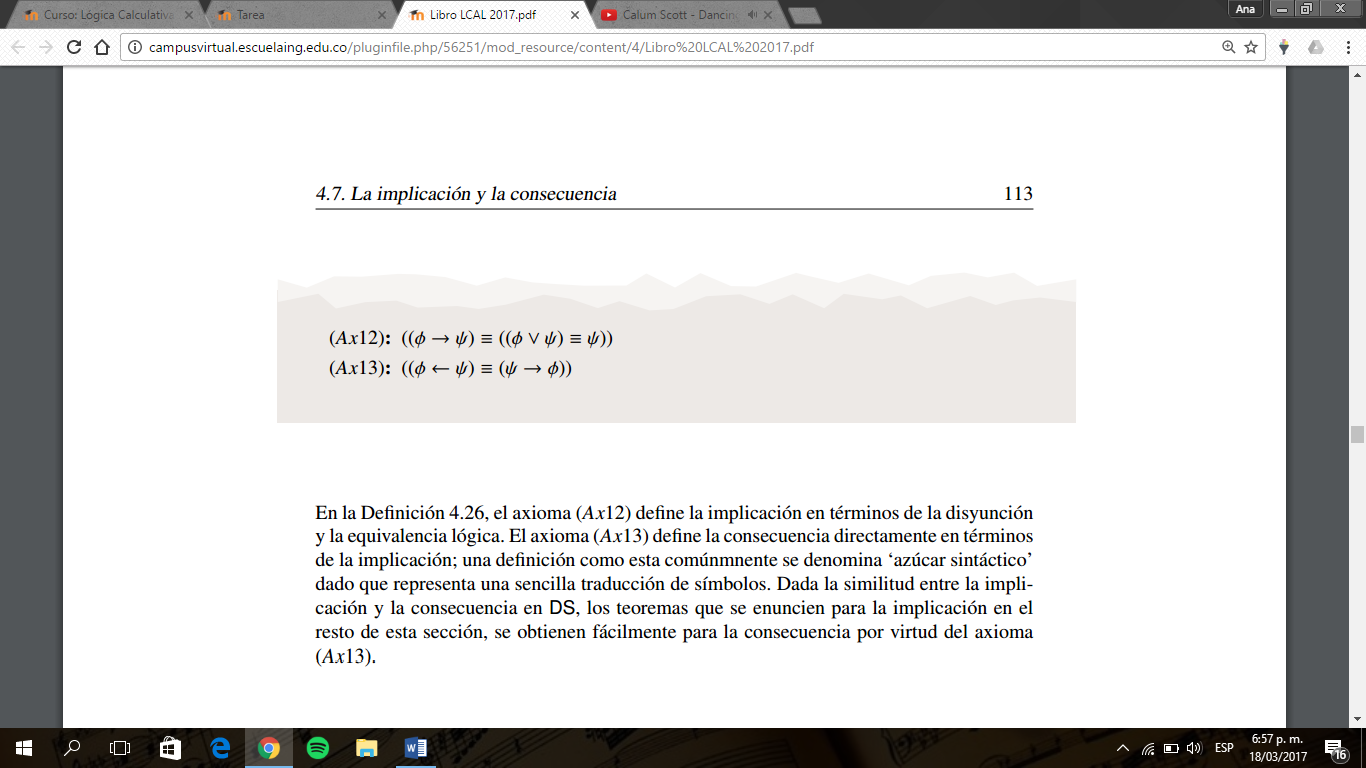 Curso: Lógica Calculativa
Tarea
Libro LCAL 2017.pdf
Calum Scott - Dancing
Ana
campusvirtual.escuelaing.edu.co/pluginfile.php/56251/mod_resource/content/4/Libro%20LCAL%202017.pdf
4.7. La implicación y la consecuencia 113
(Ax12): ((ϕ → ψ) ≡ ((ϕ ∨ ψ) ≡ ψ))
(Ax13): ((ϕ ← ψ) ≡ (ψ → ϕ))
En la Definición 4.26, el axioma (Ax12) define la implicación en términos de la disyunción
y la equivalencia lógica. El axioma (Ax13) define la consecuencia directamente en términos
de la implicación; una definición como esta comúnmnente se denomina ‘azúcar sintáctico’
dado que representa una sencilla traducción de símbolos. Dada la similitud entre la impli-
cación y la consecuencia en DS, los teoremas que se enuncien para la implicación en el
resto de esta sección, se obtienen fácilmente para la consecuencia por virtud del axioma
(Ax13).
ESP
6:57 p. m.
18/03/2017
16